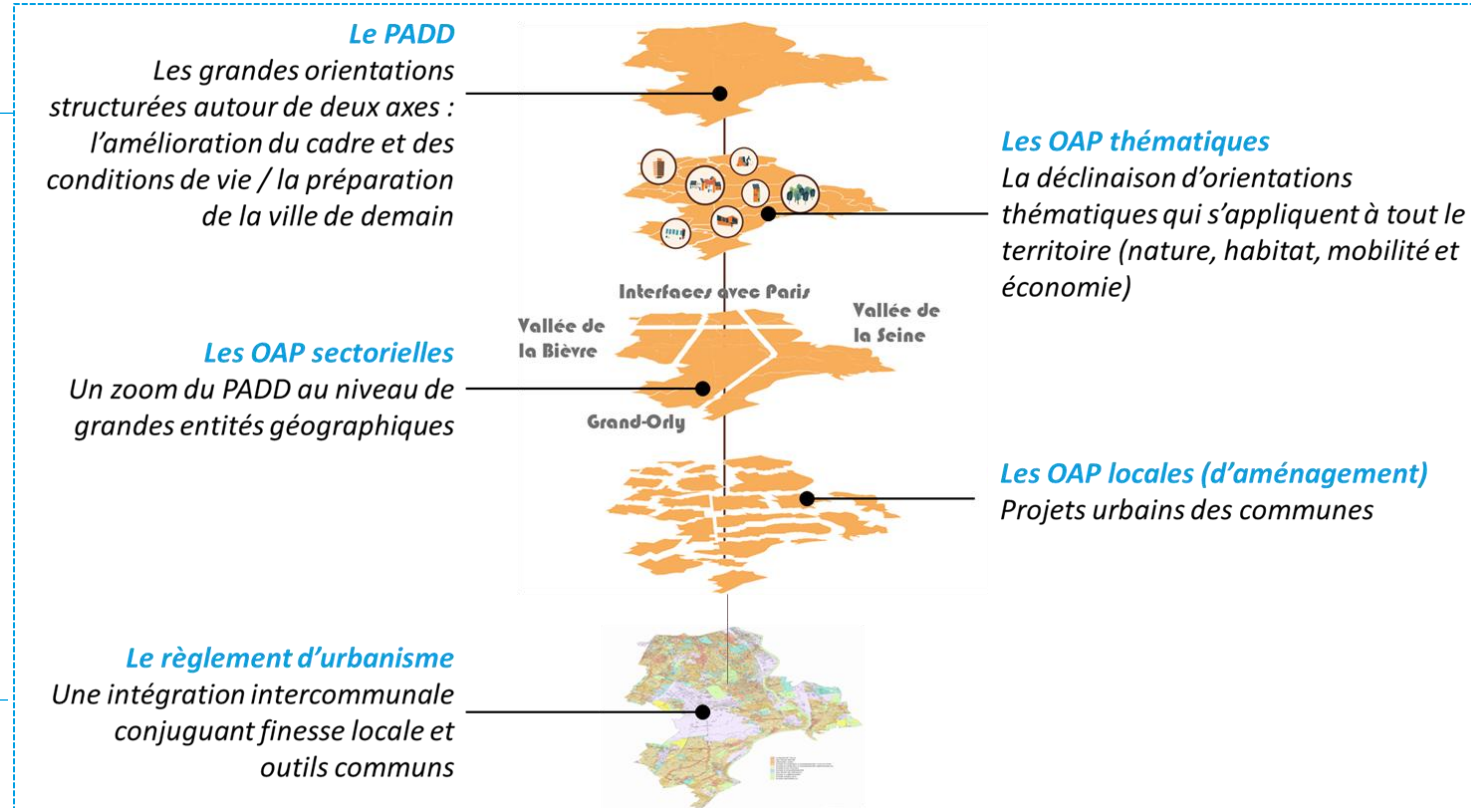 Le PADD
Les grandes orientations
structurées autour de deux axes :
l'amélioration du cadre et des
conditions de vie / la préparation
de la ville de demain
Les OAP thématiques
La déclinaison d'orientations
thématiques qui s'appliquent à tout le
territoire (nature, habitat, mobilité et
économie)
Interfaces avec Paris
Vallée de
la Bièvre
Vallée de
la Seine
Grand-Orly
Les OAP sectorielles
Un zoom du PADD au niveau de
grandes entités géographiques
Les OAP locales (d'aménagement)
Projets urbains des communes
Le règlement d'urbanisme
Une intégration intercommunale
conjuguant finesse locale et
outils communs